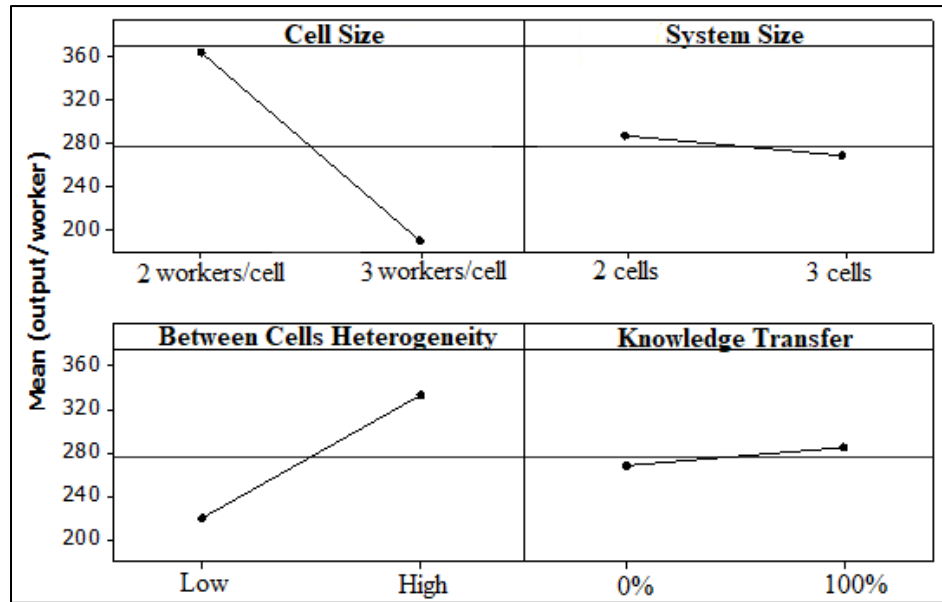 Cell Size
System Size
360
320
280
240
200
2 workers/cell
3 workers/cell
2 cells
3 cells
Mean (output/worker)
Between Cells Heterogeneity
Knowledge Transfer
360
320
280
240
200
Low
High
0%
100%